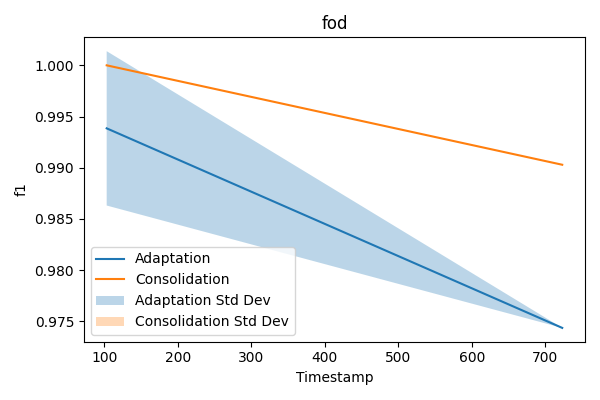 fod
1.000
0.995
0.990
0.985
0.980
0.975
f1
Adaptation
Consolidation
Adaptation Std Dev
Consolidation Std Dev
100 200 300 400 500 600 700
Timestamp